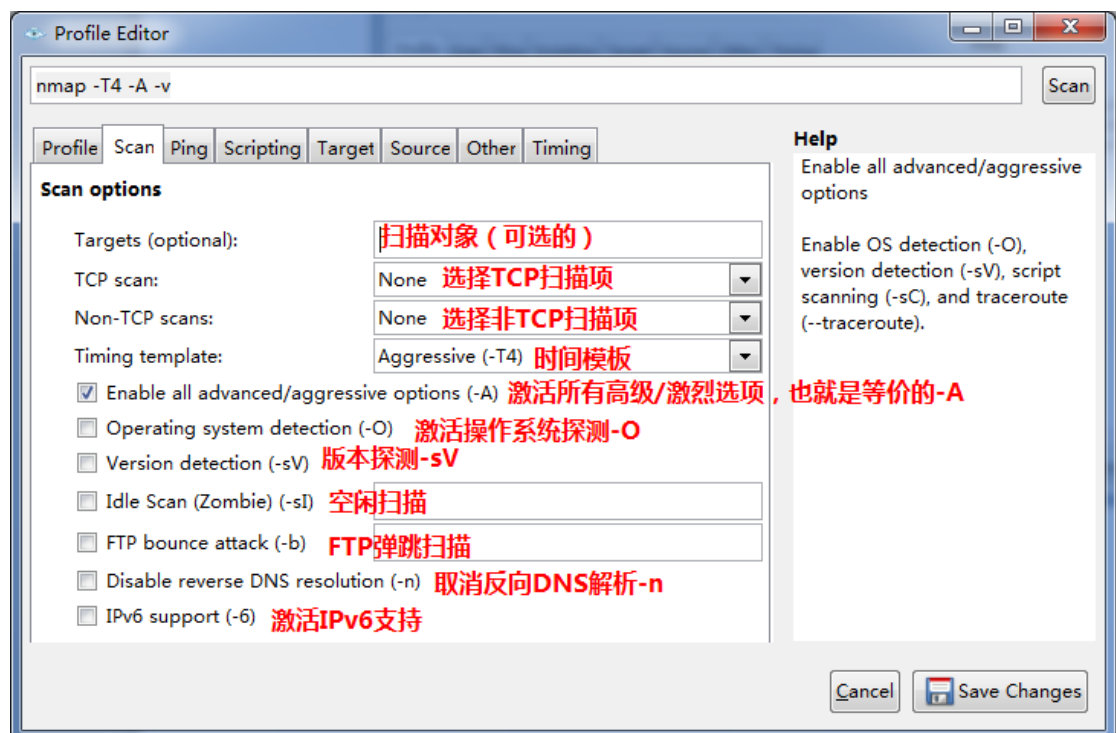 Profile Editor
nmap -T4 -A -v
Scan
Profile Scan Ping Scripting Target Source Other Timing
Scan options
Targets (optional): 扫描对象（可选的）
TCP scan: None 选择TCP扫描项
Non-TCP scans: None 选择非TCP扫描项
Timing template: Aggressive (-T4) 时间模板
Enable all advanced/aggressive options (-A) 激活所有高级/激烈选项，也就是等价的-A
Operating system detection (-O) 激活操作系统探测-O
Version detection (-sV) 版本探测-sV
Idle Scan (Zombie) (-sI) 空闲扫描
FTP bounce attack (-b) FTP弹跳扫描
Disable reverse DNS resolution (-n) 取消反向DNS解析-n
IPv6 support (-6) 激活IPv6支持
Help
Enable all advanced/aggressive
options
Enable OS detection (-O),
version detection (-sV), script
scanning (-sC), and traceroute
(--traceroute).
Cancel
Save Changes